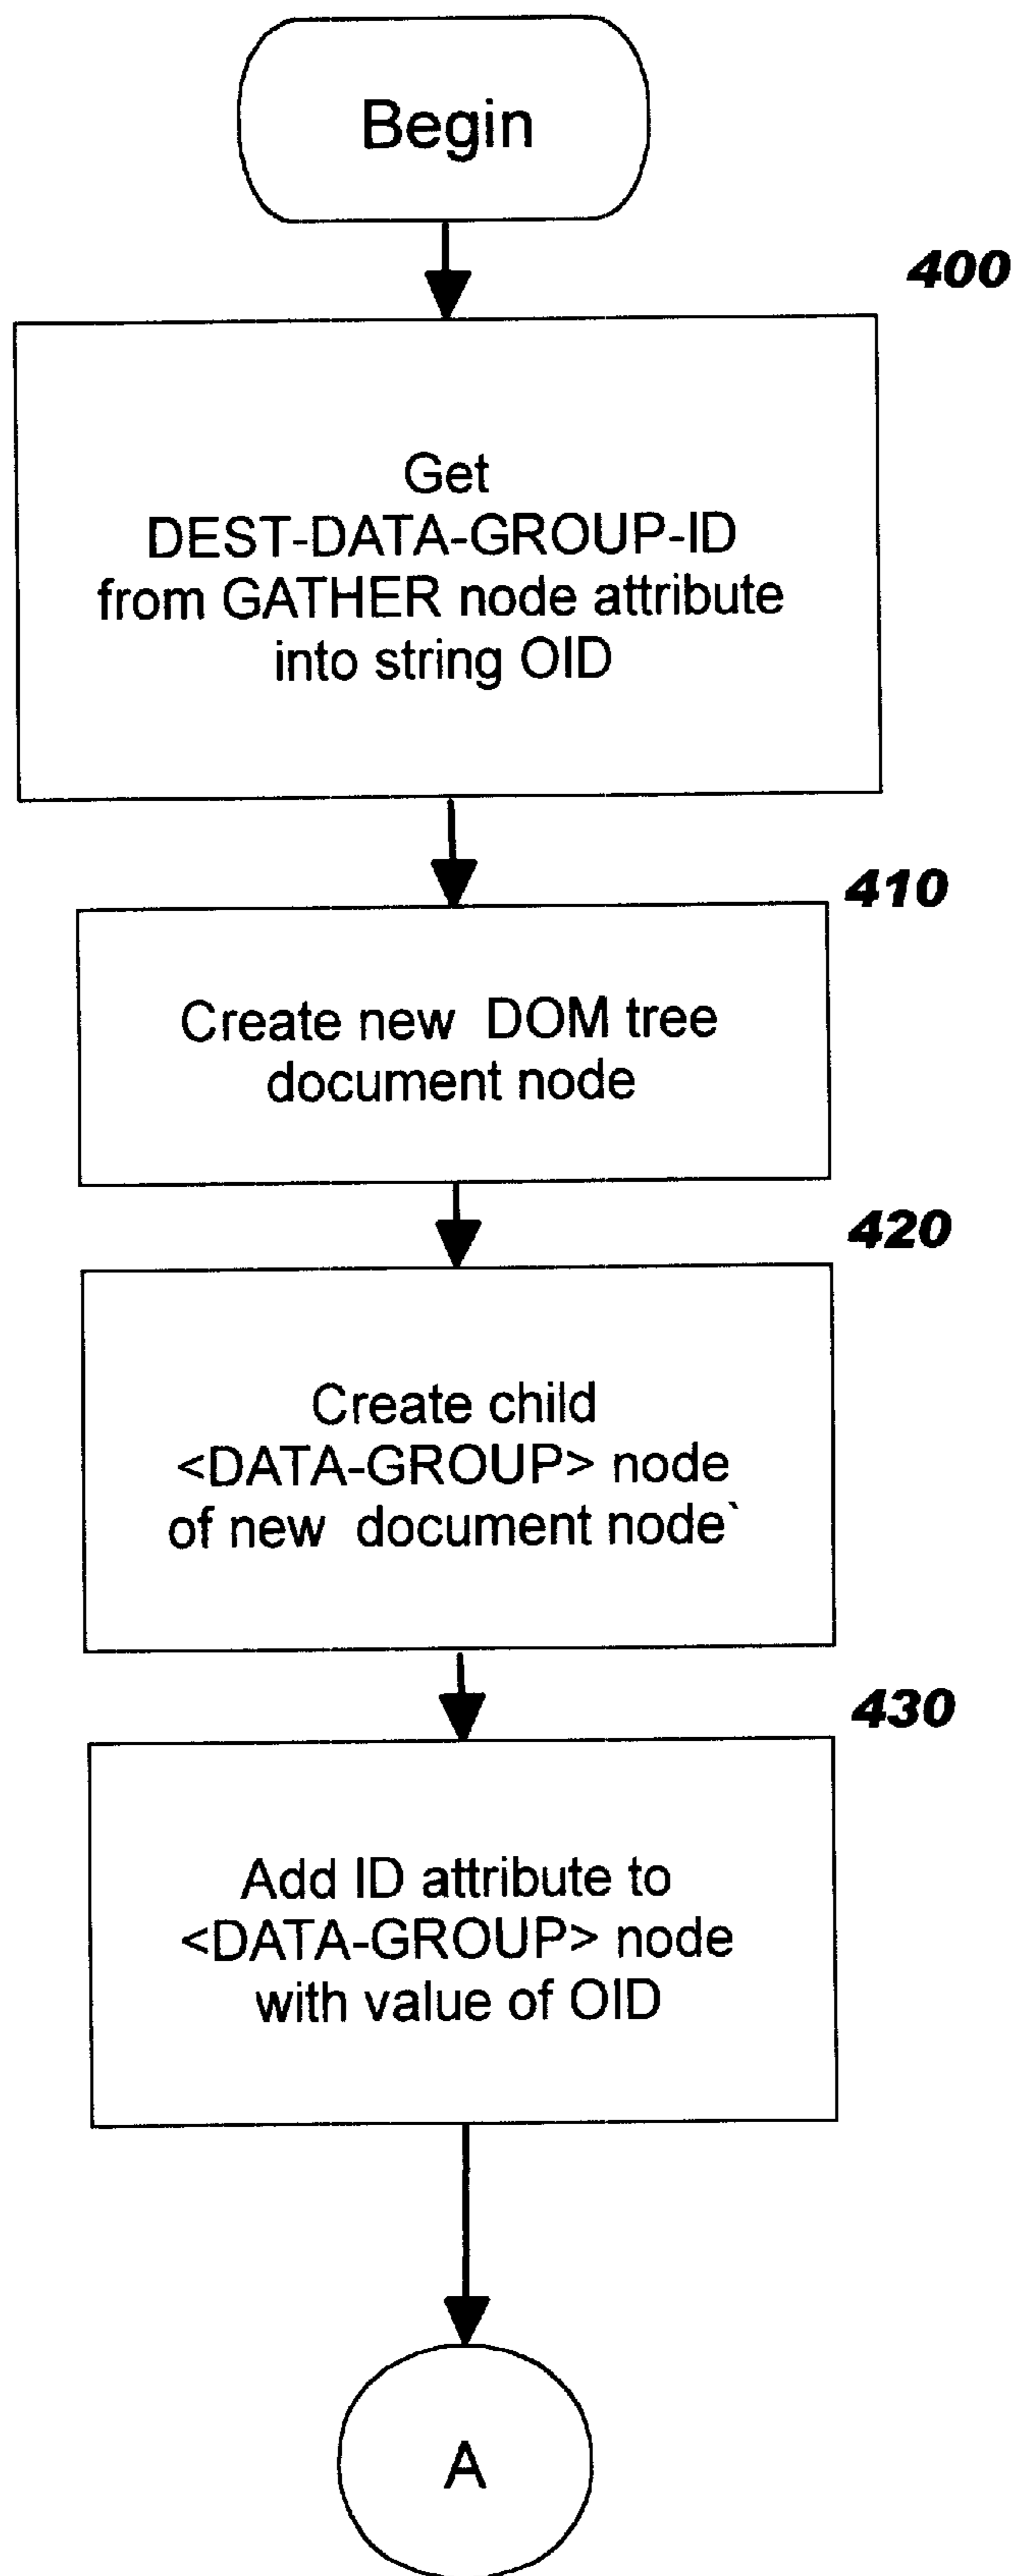 Begin
400
Get
DEST-DATA-GROUP-ID
from GATHER node attribute
into string OID
410
Create new DOM tree
document node
420
Create child
<DATA-GROUP> node
of new document node`
430
Add ID attribute to
<DATA-GROUP> node
with value of OID
A